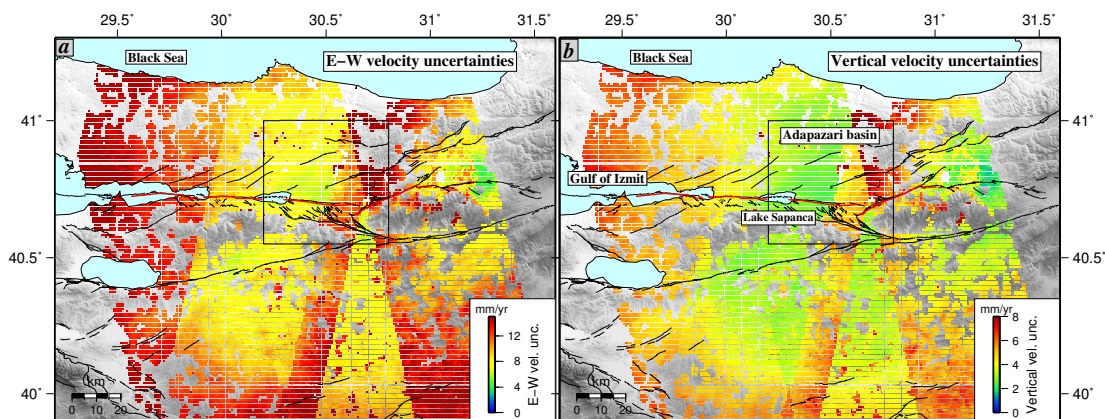 29.5˚ 30˚ 30.5˚ 31˚ 31.5˚ 29.5˚ 30˚ 30.5˚ 31˚ 31.5˚
a Black Sea E−W velocity uncertainties
b Black Sea Vertical velocity uncertainties
41˚ 41˚
Adapazari basin
Gulf of Izmit
Lake Sapanca
40.5˚ 40.5˚
mm/yr mm/yr
12 8 4 0 E−W vel. unc.
8 6 4 2 0 Vertical vel. unc.
40˚ 40˚
km km
0 10 20 0 10 20